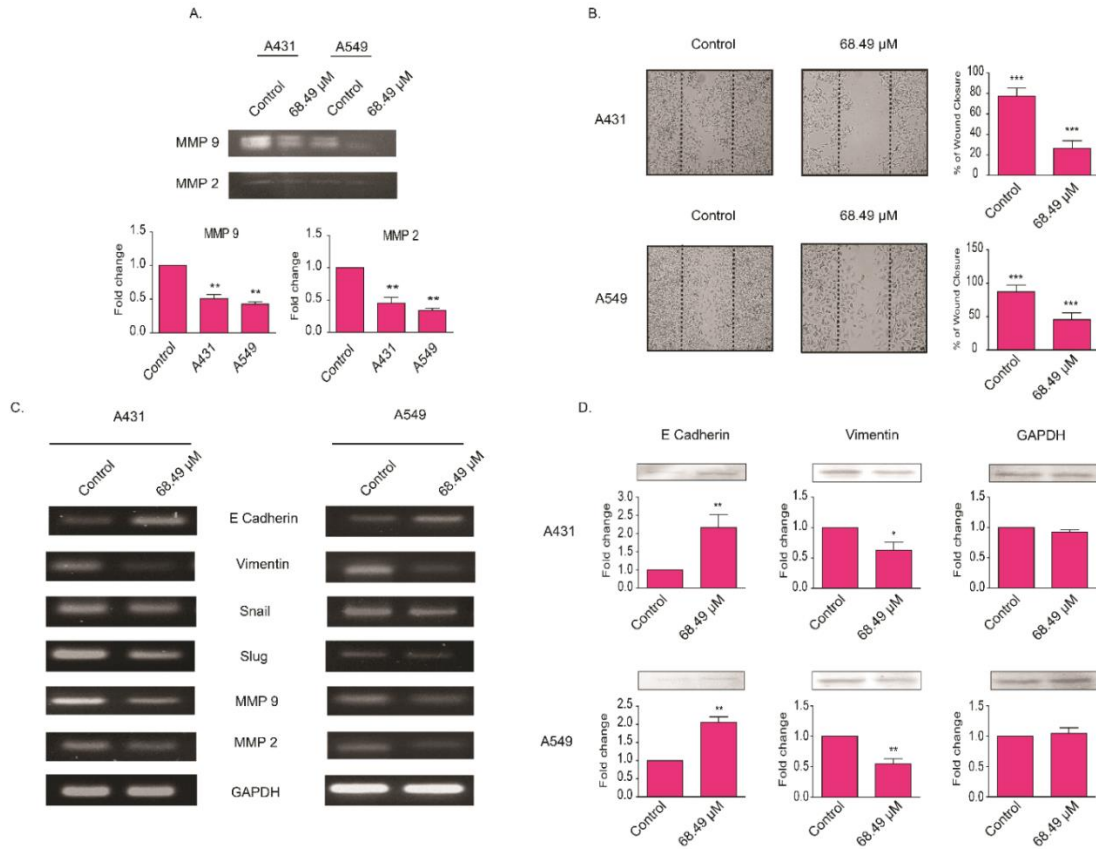 A.
A431 A549
Control 68.49 µM Control 68.49 µM
MMP 9
MMP 2
MMP 9
Fold change
1.5
1.0
0.5
0.0
** **
Control A431 A549
MMP 2
Fold change
1.5
1.0
0.5
0.0
** **
Control A431 A549
B.
Control 68.49 µM
A431
% of Wound Closure
100
80
60
40
20
0
*** ***
Control 68.49 µM
Control 68.49 µM
A549
% of Wound Closure
150
100
50
0
*** ***
Control 68.49 µM
C.
A431 A549
Control 68.49 µM Control 68.49 µM
E Cadherin
Vimentin
Snail
Slug
MMP 9
MMP 2
GAPDH
D.
E Cadherin Vimentin GAPDH
A431
Fold change
3.0
2.5
2.0
1.5
1.0
0.5
0.0
**
Control 68.49 µM
Fold change
1.5
1.0
0.5
0.0
*
Control 68.49 µM
Fold change
1.5
1.0
0.5
0.0
Control 68.49 µM
A549
Fold change
2.5
2.0
1.5
1.0
0.5
0.0
**
Control 68.49 µM
Fold change
1.5
1.0
0.5
0.0
**
Control 68.49 µM
Fold change
1.5
1.0
0.5
0.0
Control 68.49 µM